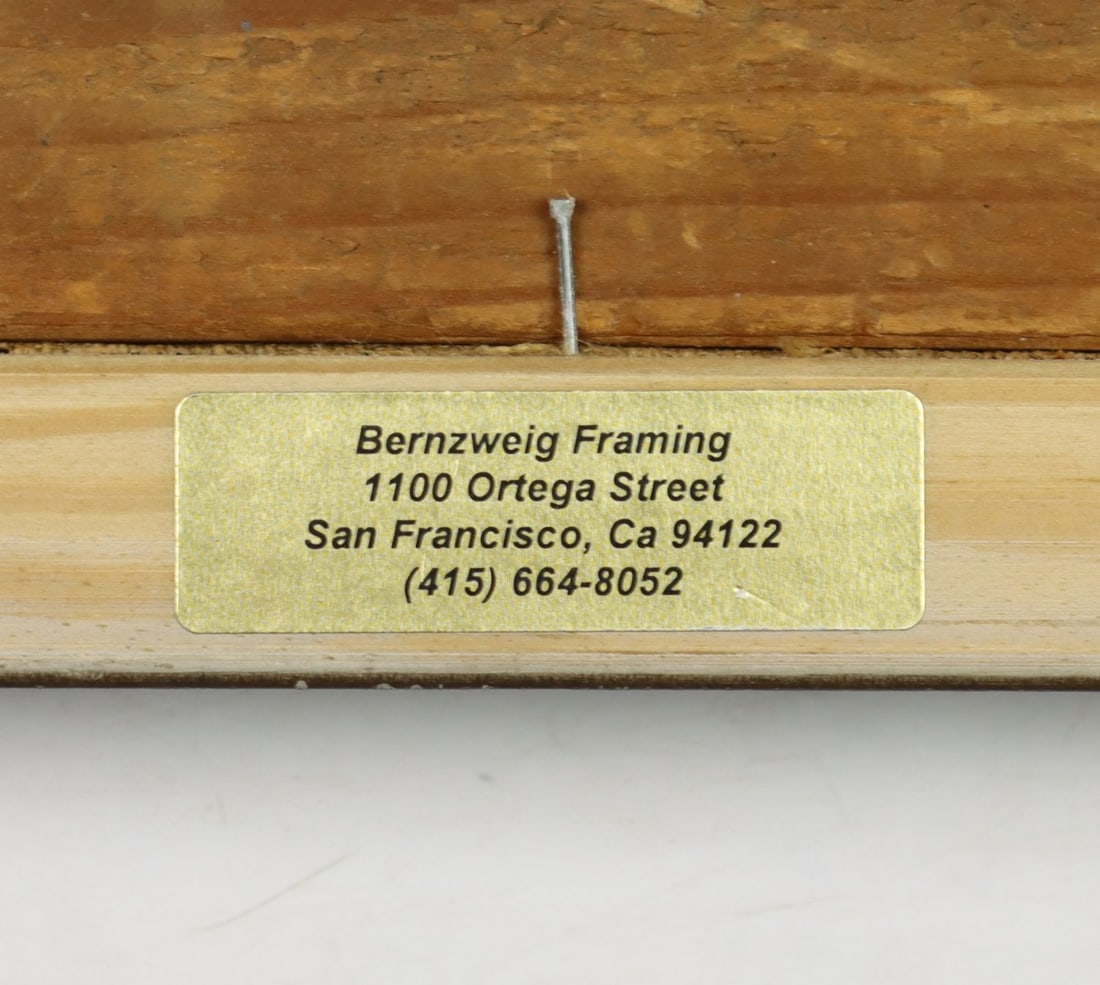 Bernzweig Framing
1100 Ortega Street
San Francisco, Ca 94122
(415) 664-8052